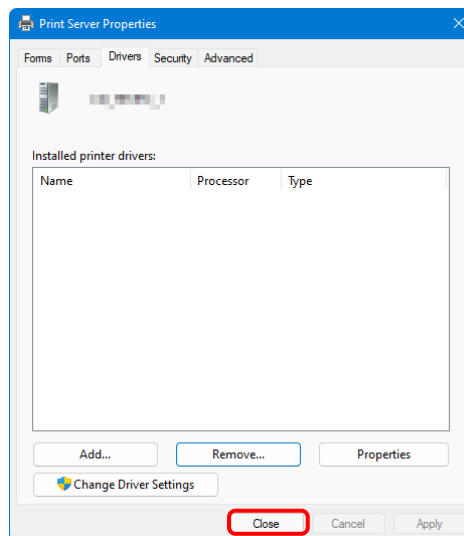 Print Server Properties
Forms Ports Drivers Security Advanced
Installed printer drivers:
Name Processor Type
Add... Remove... Properties
Change Driver Settings
Close Cancel Apply